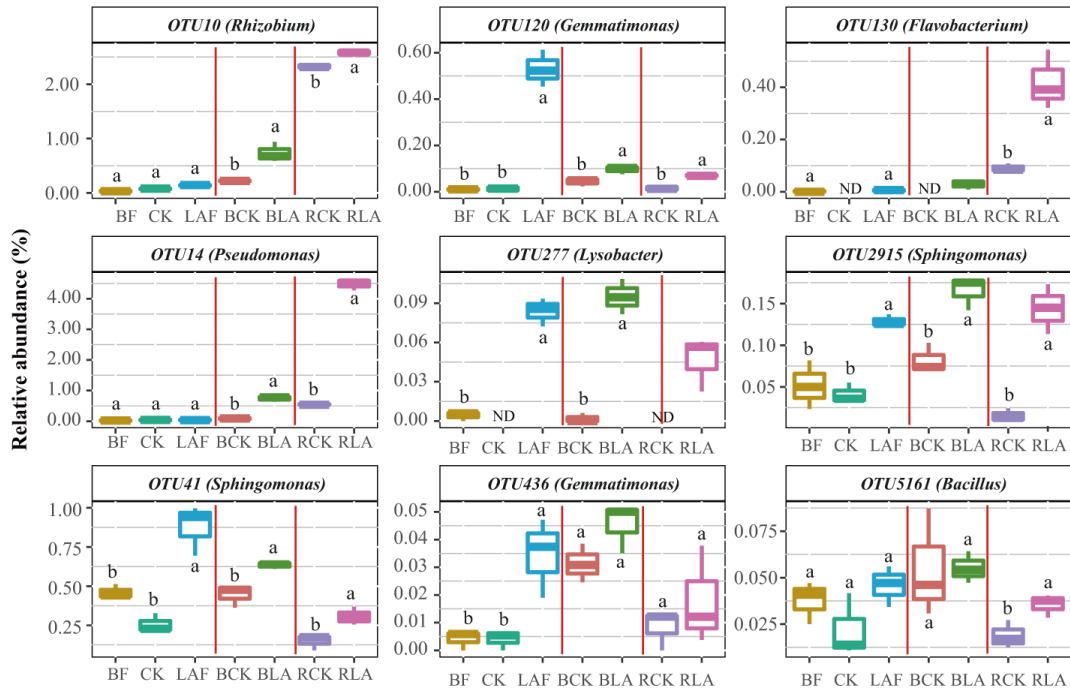 OTU10 (Rhizobium)
OTU120 (Gemmatimonas)
OTU130 (Flavobacterium)
2.00
1.00
0.00
a
a
a
b
a
b
a
BF CK LAF BCK BLA RCK RLA
0.60
0.40
0.20
0.00
b
b
a
b
a
b
a
BF CK LAF BCK BLA RCK RLA
0.40
0.20
0.00
a
ND
a
ND
b
a
BF CK LAF BCK BLA RCK RLA
Relative abundance (%)
OTU14 (Pseudomonas)
OTU277 (Lysobacter)
OTU2915 (Sphingomonas)
4.00
3.00
2.00
1.00
0.00
a
a
a
b
a
b
a
BF CK LAF BCK BLA RCK RLA
0.09
0.06
0.03
0.00
b
ND
a
b
a
ND
BF CK LAF BCK BLA RCK RLA
0.15
0.10
0.05
b
b
a
b
a
b
a
BF CK LAF BCK BLA RCK RLA
OTU41 (Sphingomonas)
OTU436 (Gemmatimonas)
OTU5161 (Bacillus)
1.00
0.75
0.50
0.25
b
b
a
b
a
b
a
BF CK LAF BCK BLA RCK RLA
0.05
0.04
0.03
0.02
0.01
0.00
b
b
a
a
a
a
a
BF CK LAF BCK BLA RCK RLA
0.075
0.050
0.025
a
a
a
a
a
b
a
BF CK LAF BCK BLA RCK RLA